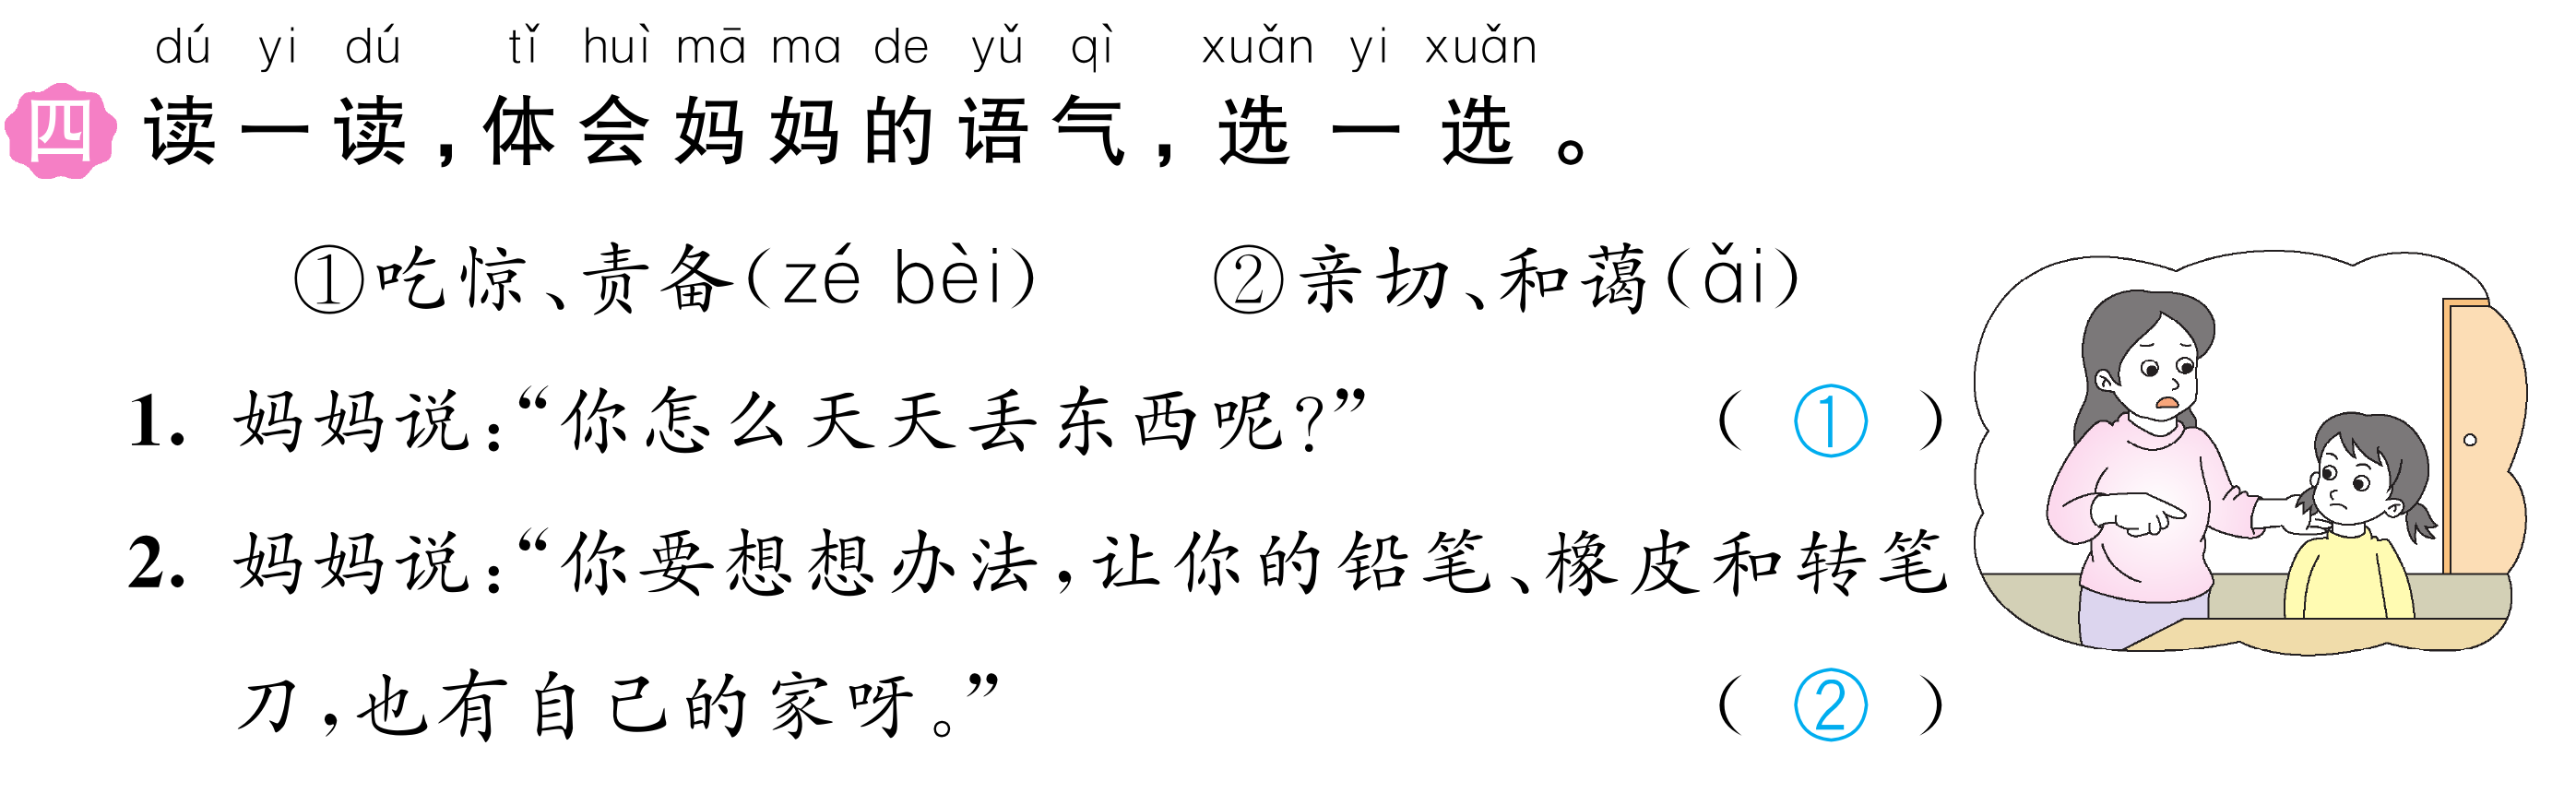 dú yi dú tǐ huì mā ma de yǔ qì xuǎn yi xuǎn
四 读一读，体会妈妈的语气，选一选。
①吃惊、责备(zé bèi) ②亲切、和蔼(ǎi)
1. 妈妈说：“你怎么天天丢东西呢？” （ ① ）
2. 妈妈说：“你要想想办法，让你的铅笔、橡皮和转笔
刀，也有自己的家呀。” （ ② ）